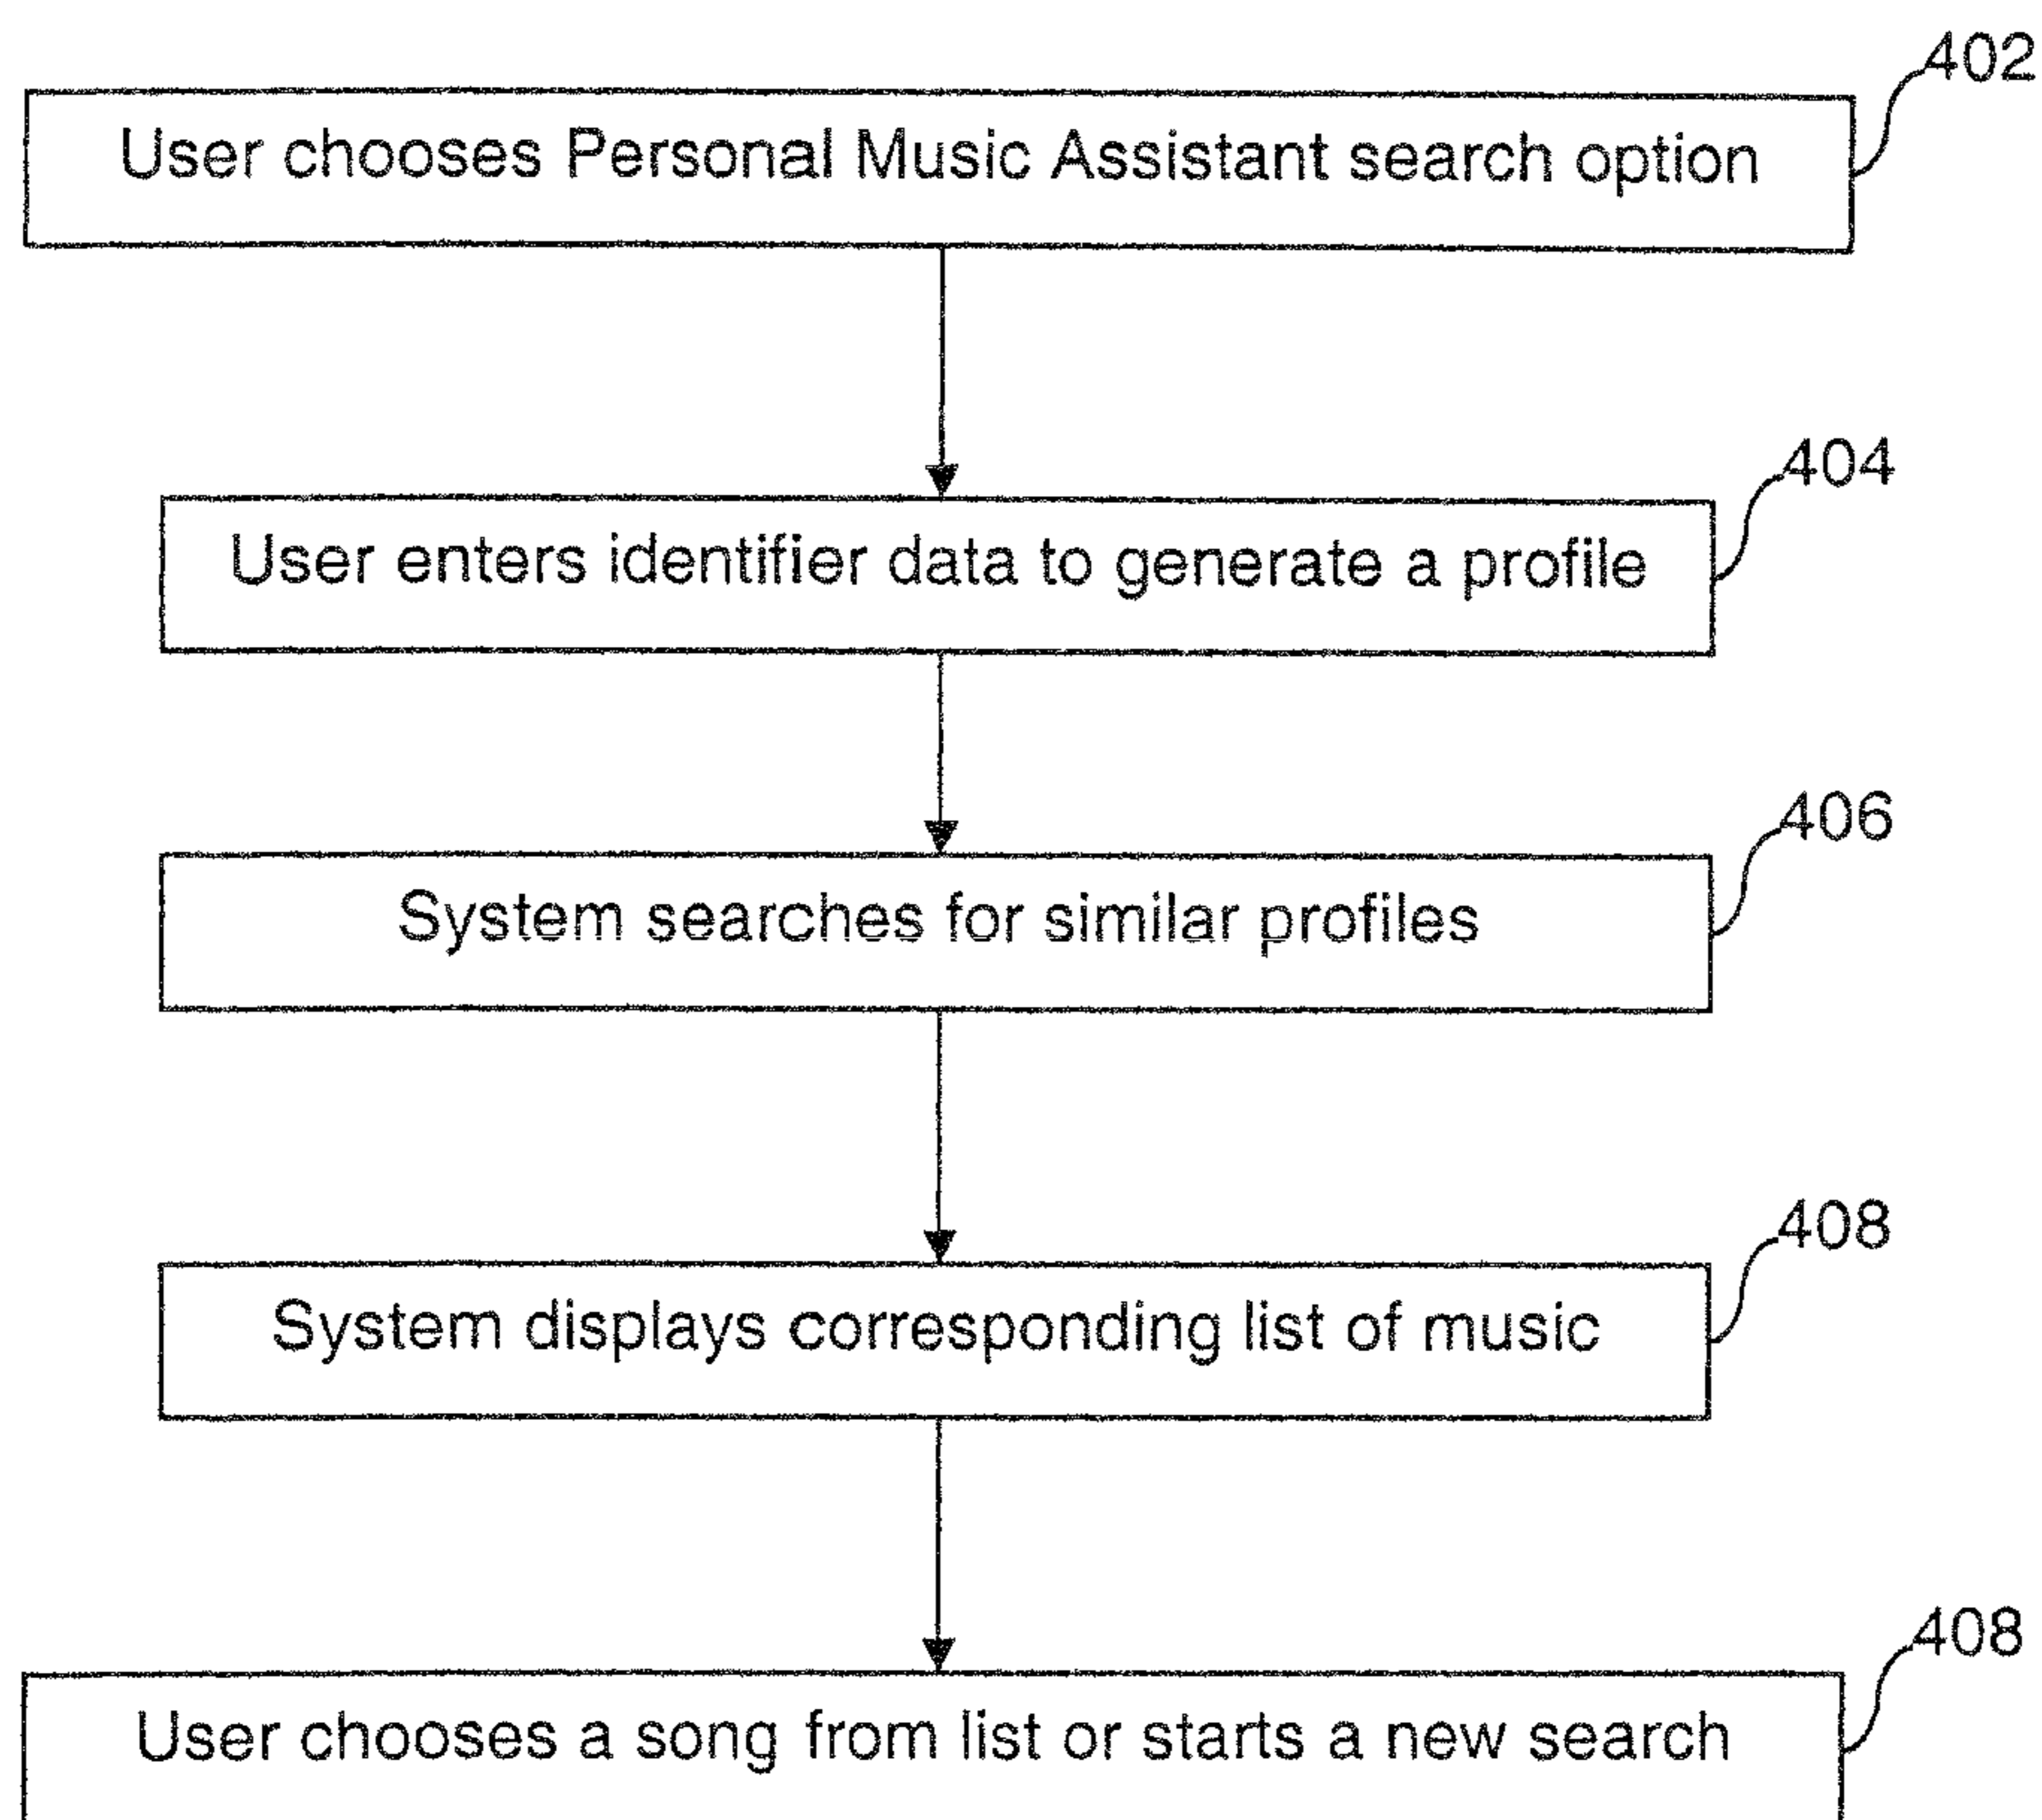 402
User chooses Personal Music Assistant search option
404
User enters identifier data to generate a profile
406
System searches for similar profiles
408
System displays corresponding list of music
408
User chooses a song from list or starts a new search